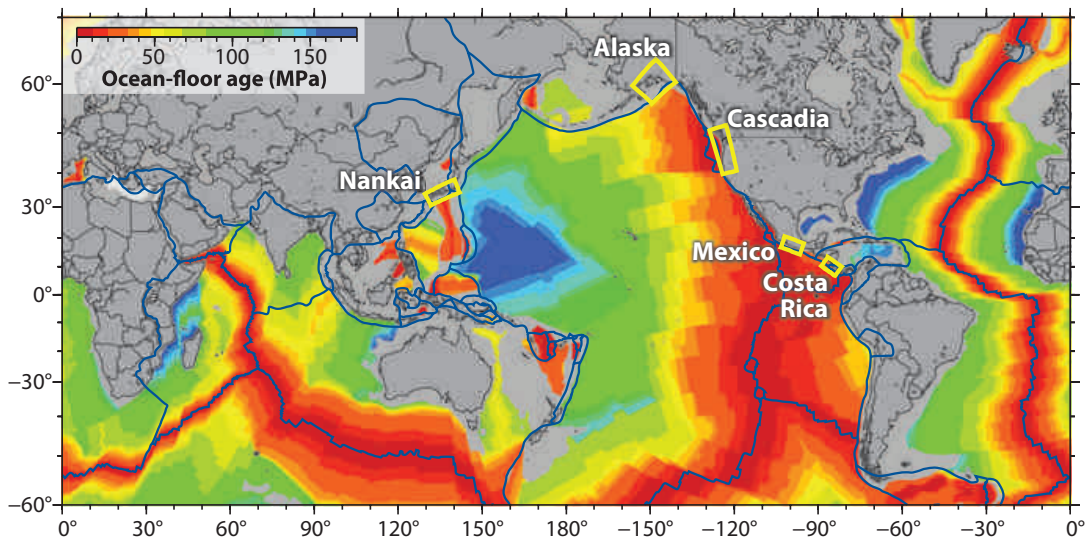 0 50 100 150
Ocean-floor age (MPa)
Alaska
Cascadia
Nankai
Mexico
Costa
Rica
60°
30°
0°
−30°
−60°
0° 30 60 90 120 150 180 −150 −120 −90 −60 −30 0°